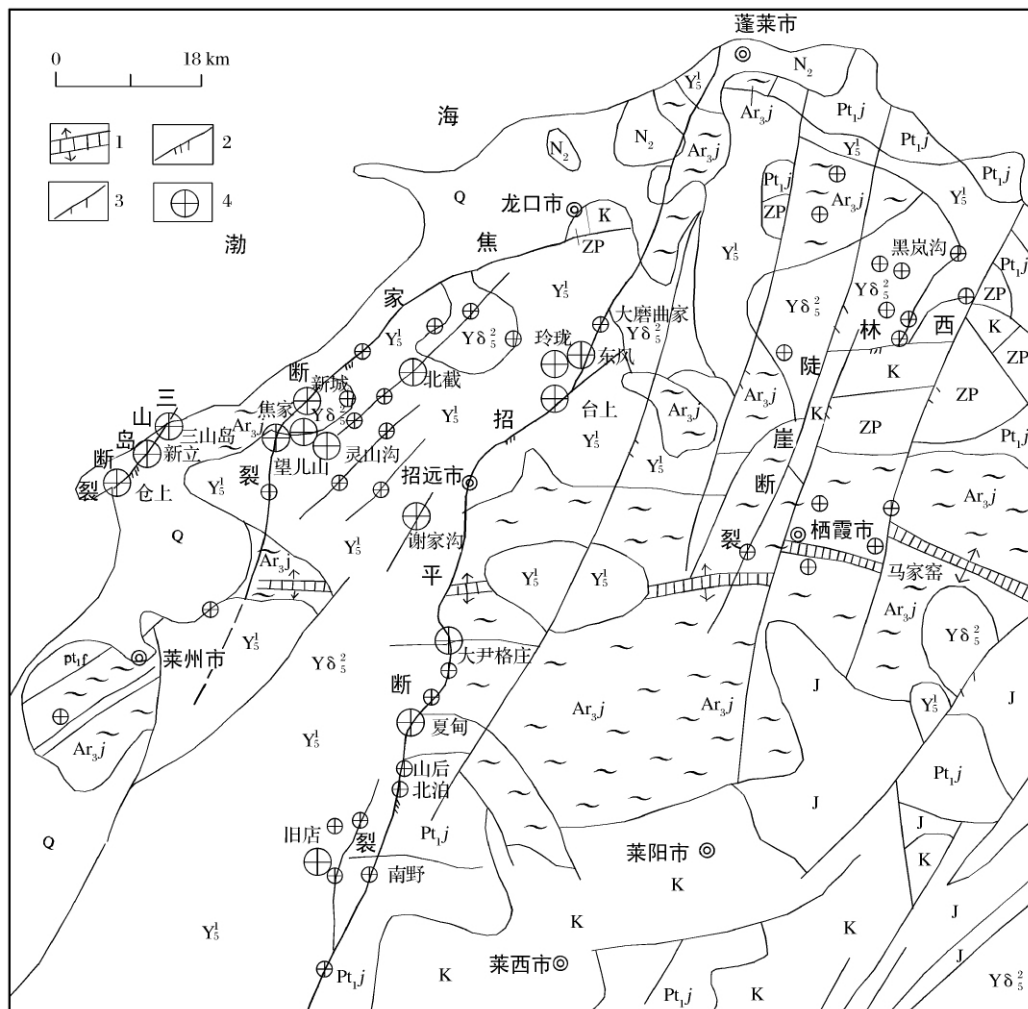 蓬莱市
0 18 km
N₂
Y₅¹
Ar₃j
Pt₁j
海
1
2
N₂
N₂
Ar₃j
Pt₁j
Y₅¹
Pt₁j
3
4
Q
龙口市
K
ZP
Pt₁j
ZP
Ar₃j
Y₅¹
渤
焦
Y₅¹
Y₅¹
黑岚沟
Pt₁j
ZP
家
Y₅¹
Yδ₅²
大磨曲家
Yδ₅²
Yδ₅²
Yδ₅²
林
西
K
玲珑
东风
ZP
断
新城
北截
陡
K
三
山
岛
断
裂
三山岛
新立
仓上
Ar₃j
焦家
Yδ₅²
望儿山
灵山沟
Y₅¹
招
台上
Ar₃j
Ar₃j
K
ZP
Pt₁j
Y₅¹
裂
Y₅¹
Y₅¹
崖
招远市
断
Ar₃j
Q
Y₅¹
谢家沟
裂
栖霞市
Ar₃j
平
Y₅¹
Y₅¹
马家窑
Ar₃j
莱州市
Y₅¹
大尹格庄
Yδ₅²
pt₁f
Yδ₅²
J
J
断
Ar₃j
Y₅¹
夏甸
Ar₃j
Ar₃j
Y₅¹
山后
Pt₁j
北泊
J
Q
旧店
Pt₁j
J
裂
莱阳市
K
南野
K
J
Y₅¹
K
莱西市
J
Pt₁j
K
Pt₁j
K
Yδ₅²